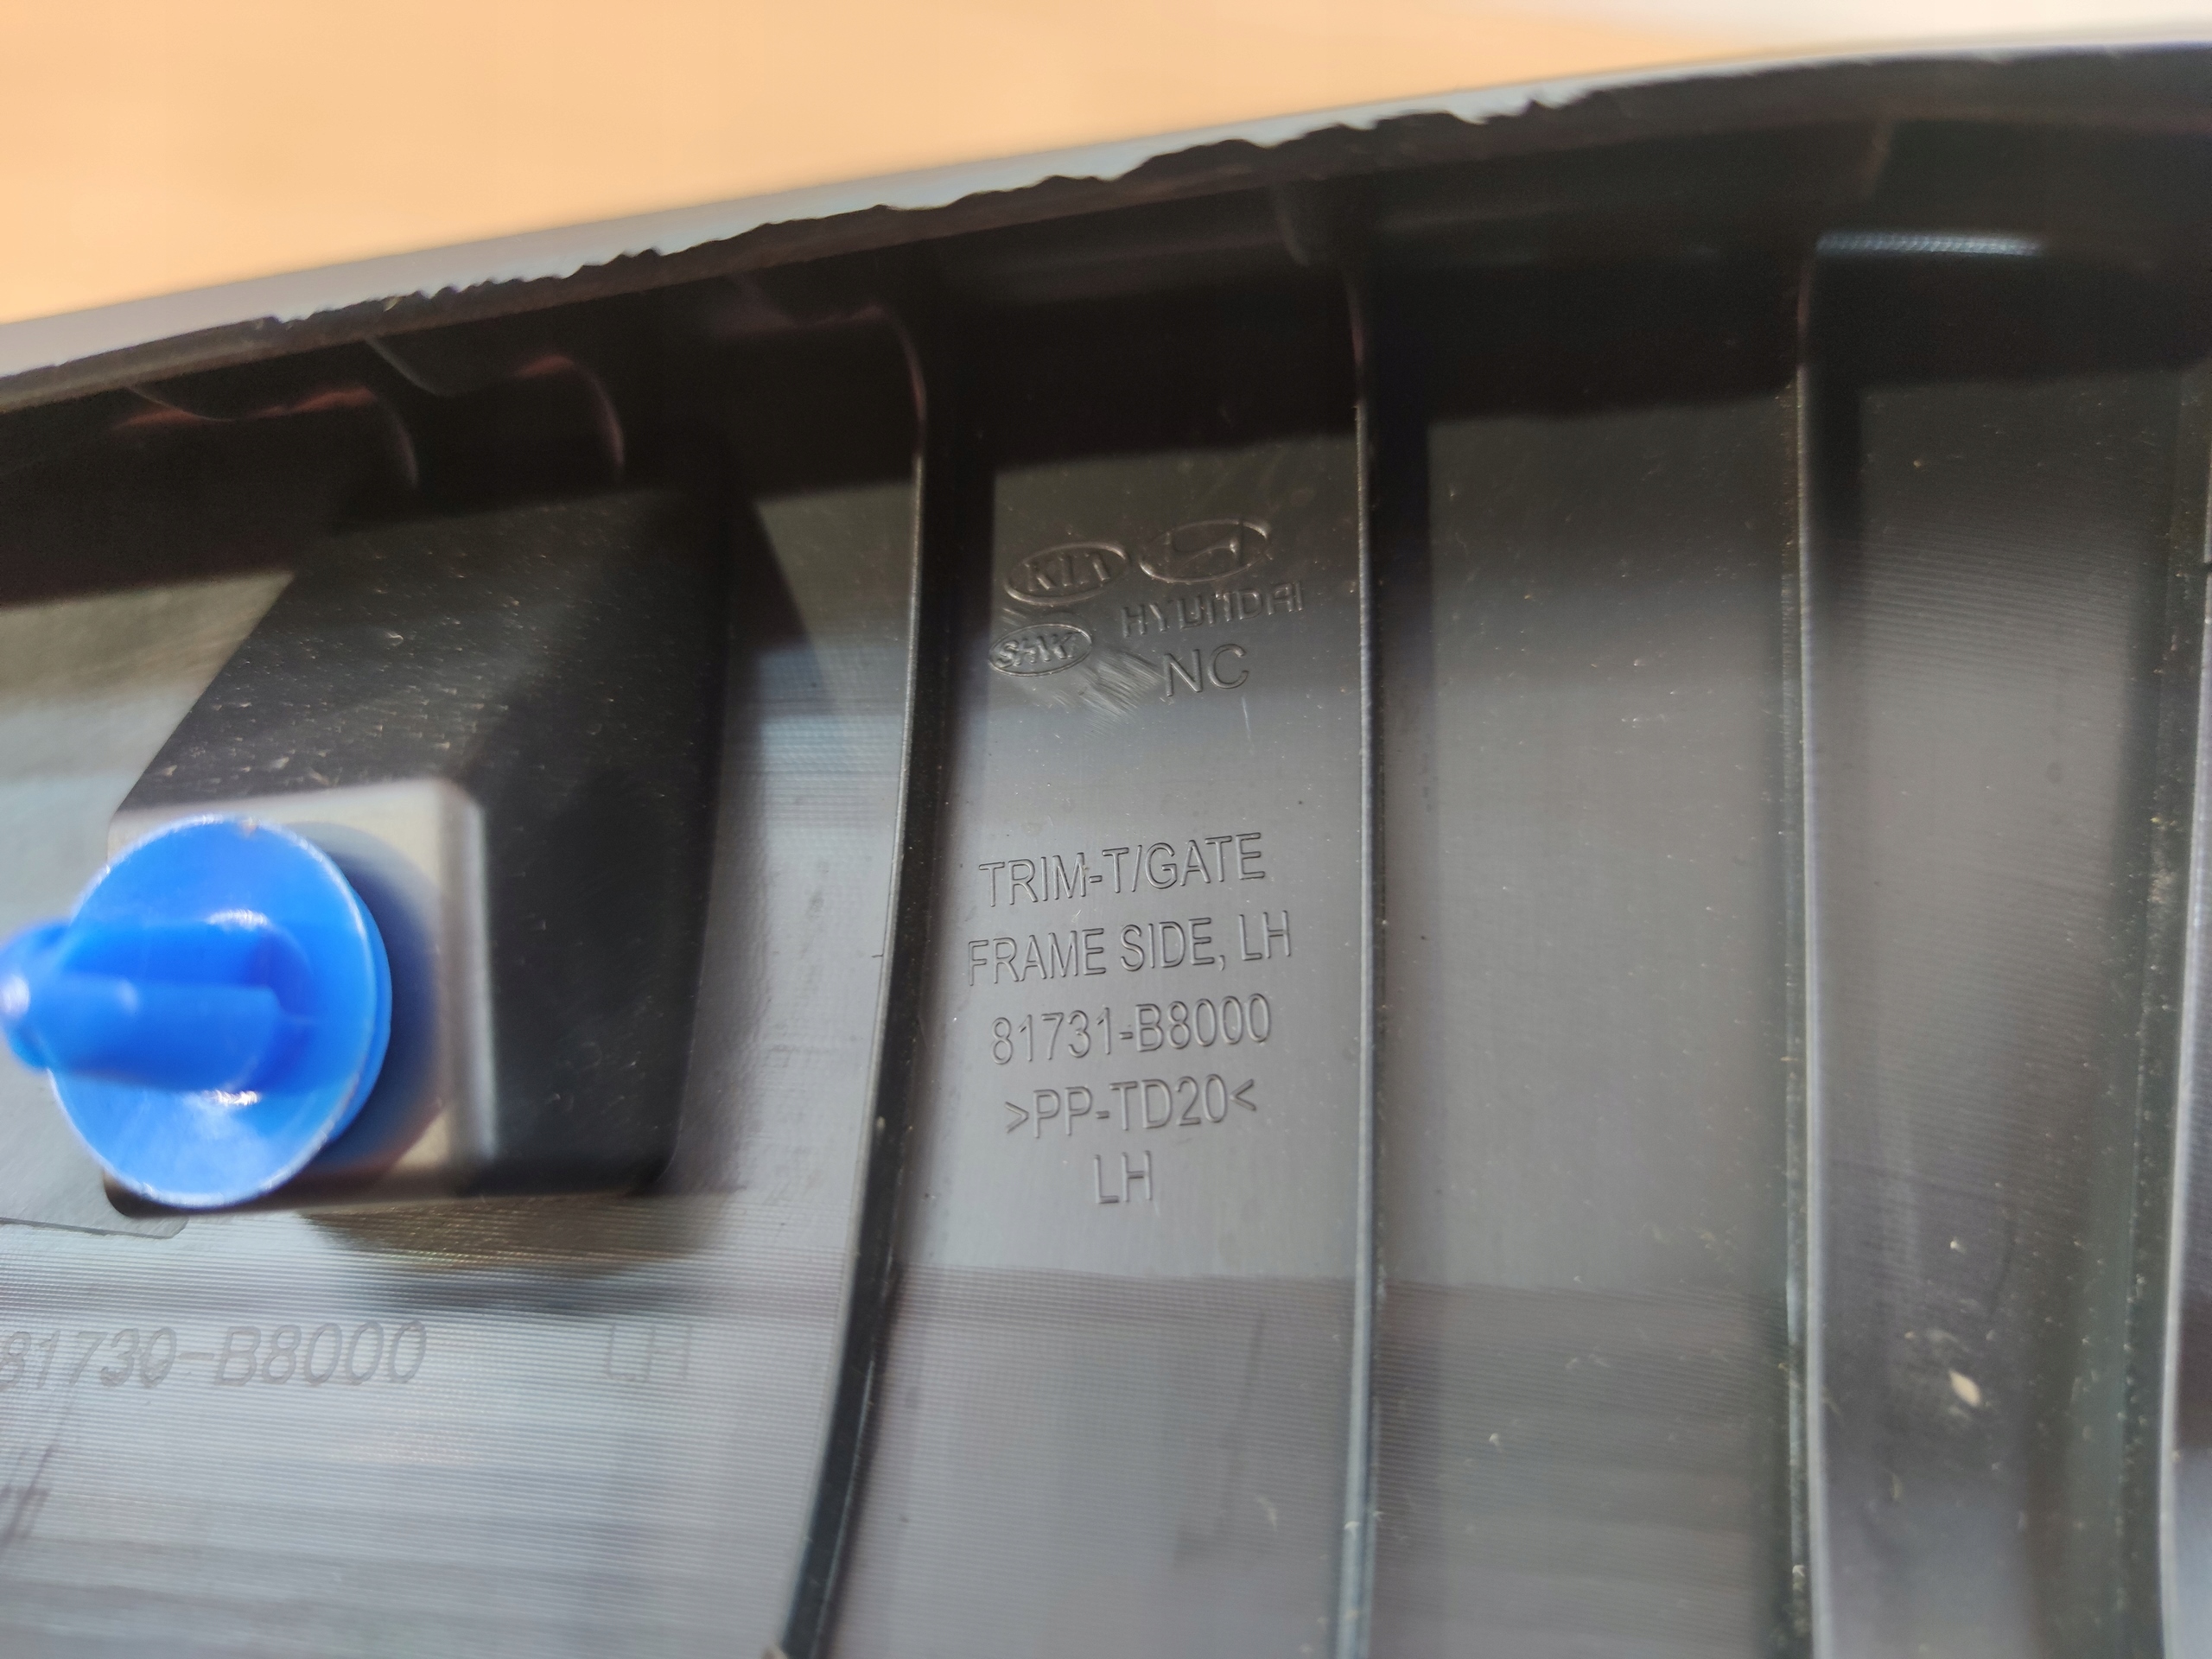 KIA
HYUNDAI
NC
TRIM-T/GATE
FRAME SIDE, LH
81731-B8000
>PP-TD20<
LH
81730-B8000 LH